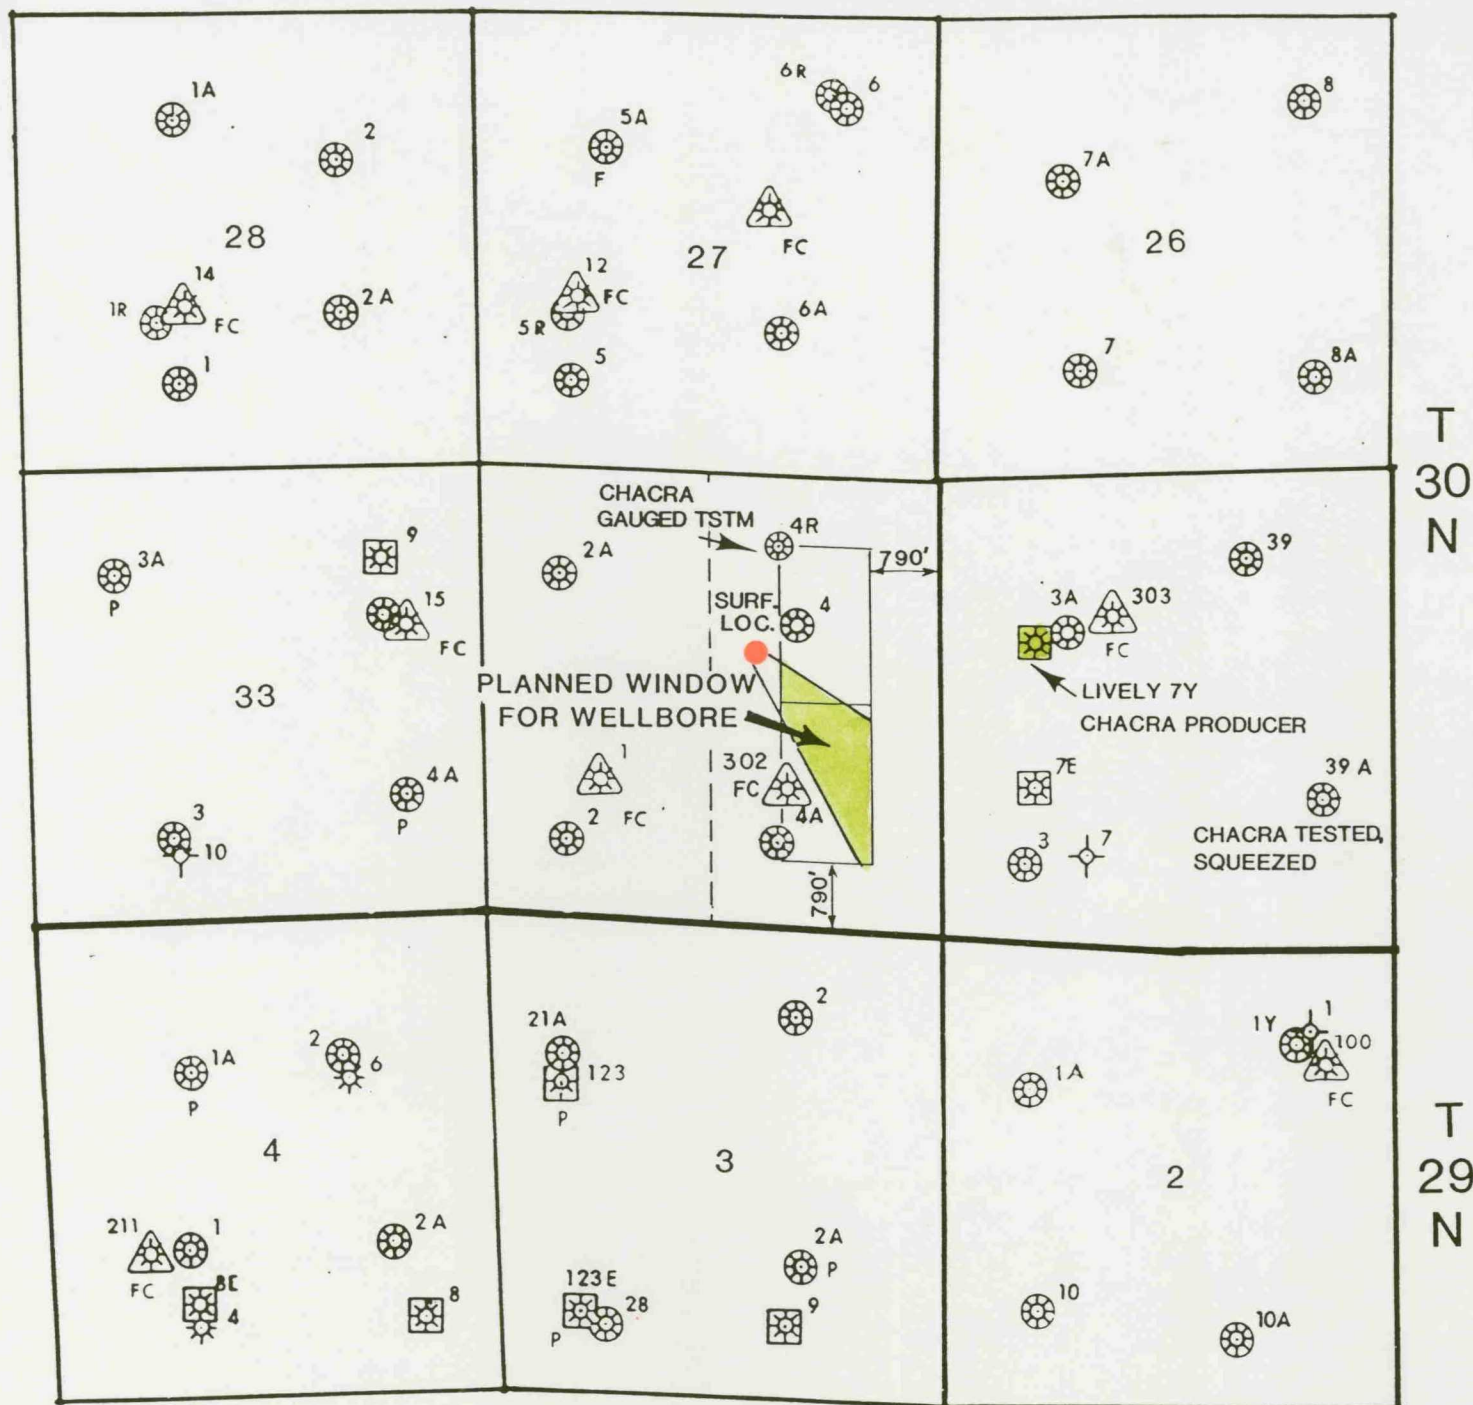 1A
2
28
14
1R
FC
2A
1
6R
6
5A
F
FC
27
12
FC
5R
6A
5
8
7A
26
7
8A
T
30
N
3A
P
9
15
FC
33
4A
P
3
10
CHACRA
GAUGED TSTM
4R
790'
2A
SURF.
LOC.
4
PLANNED WINDOW
FOR WELLBORE
1
FC
2
302
FC
4A
790'
39
3A
303
FC
LIVELY 7Y
CHACRA PRODUCER
7E
39A
CHACRA TESTED,
SQUEEZED
3
7
1A
P
2
6
4
211
FC
1
2A
8E
4
8
2
21A
123
P
3
2A
P
123E
P
28
9
1Y
1
100
FC
1A
2
10
10A
T
29
N